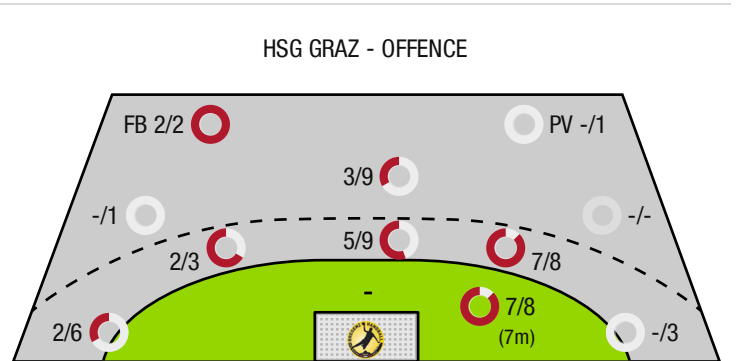 HSG GRAZ - OFFENCE
FB 2/2
PV -/1
3/9
-/1
-/-
5/9
2/3
7/8
-
7/8
(7m)
2/6
-/3